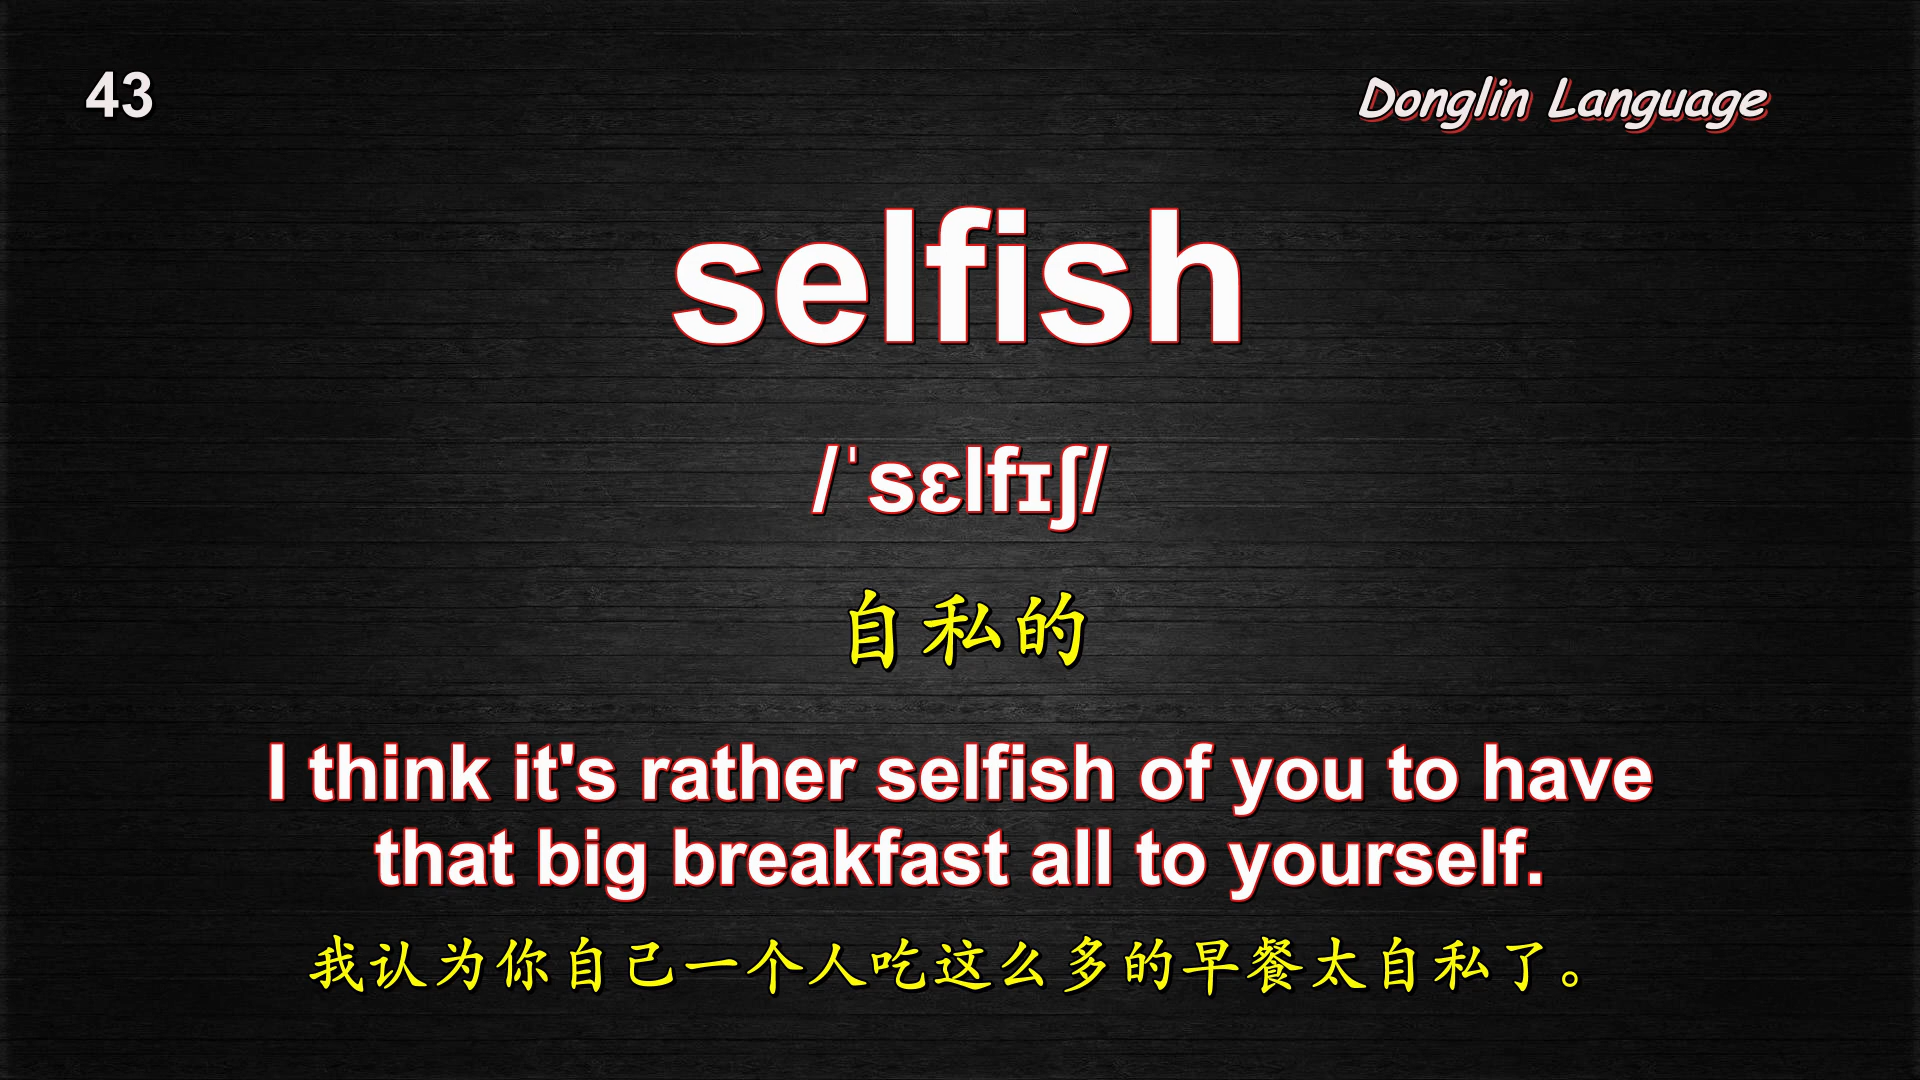 43
Donglin Language
selfish
/ˈsɛlfɪʃ/
自私的
I think it's rather selfish of you to have
that big breakfast all to yourself.
我认为你自己一个人吃这么多的早餐太自私了。